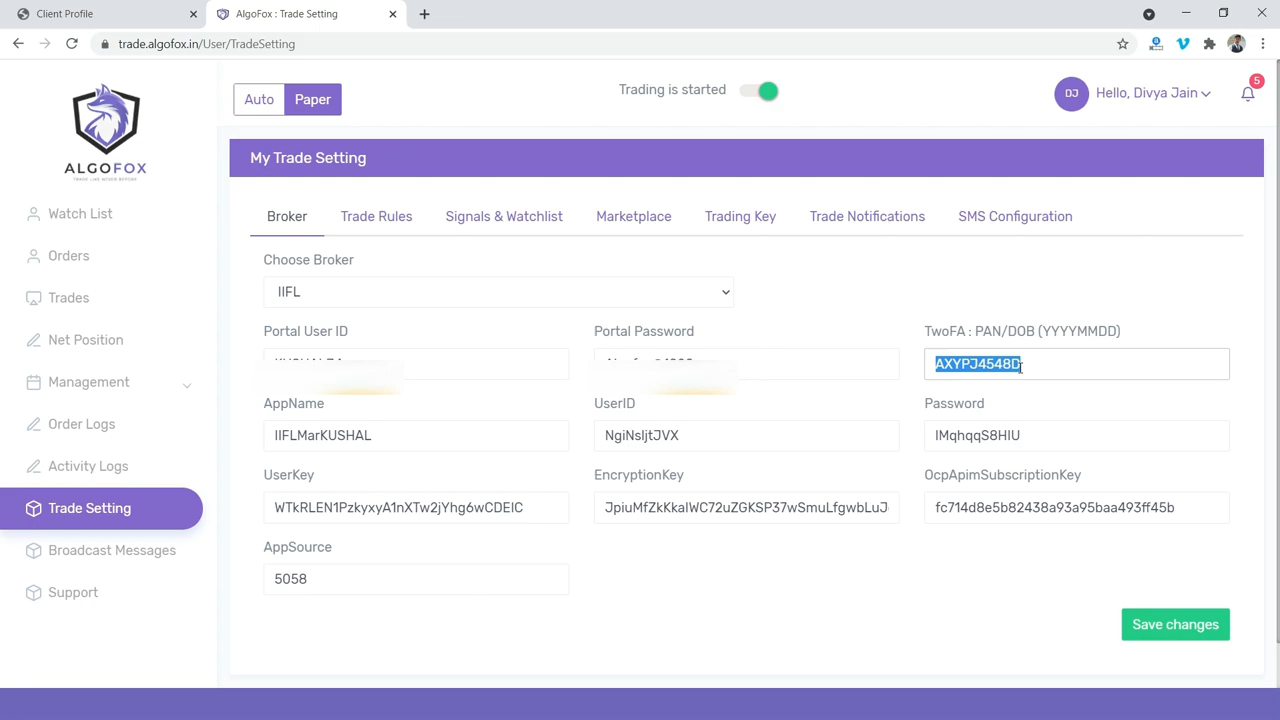 Client Profile
AlgoFox : Trade Setting
trade.algofox.in/User/TradeSetting
ALGOFOX
Auto
Paper
Trading is started
DJ
Hello, Divya Jain
5
My Trade Setting
Watch List
Orders
Trades
Net Position
Management
Order Logs
Activity Logs
Trade Setting
Broadcast Messages
Support
Broker
Trade Rules
Signals & Watchlist
Marketplace
Trading Key
Trade Notifications
SMS Configuration
Choose Broker
IIFL
Portal User ID
Portal Password
TwoFA : PAN/DOB (YYYYMMDD)
AXYPJ4548D
AppName
UserID
Password
IIFLMarKUSHAL
NgiNsljtJVX
lMqhqqS8HIU
UserKey
EncryptionKey
OcpApimSubscriptionKey
WTkRLEN1PzkyxyA1nXTw2jYhg6wCDEIC
JpiuMfZkKkaIWC72uZGKSP37wSmuLfgwbLuJ
fc714d8e5b82438a93a95baa493ff45b
AppSource
5058
Save changes